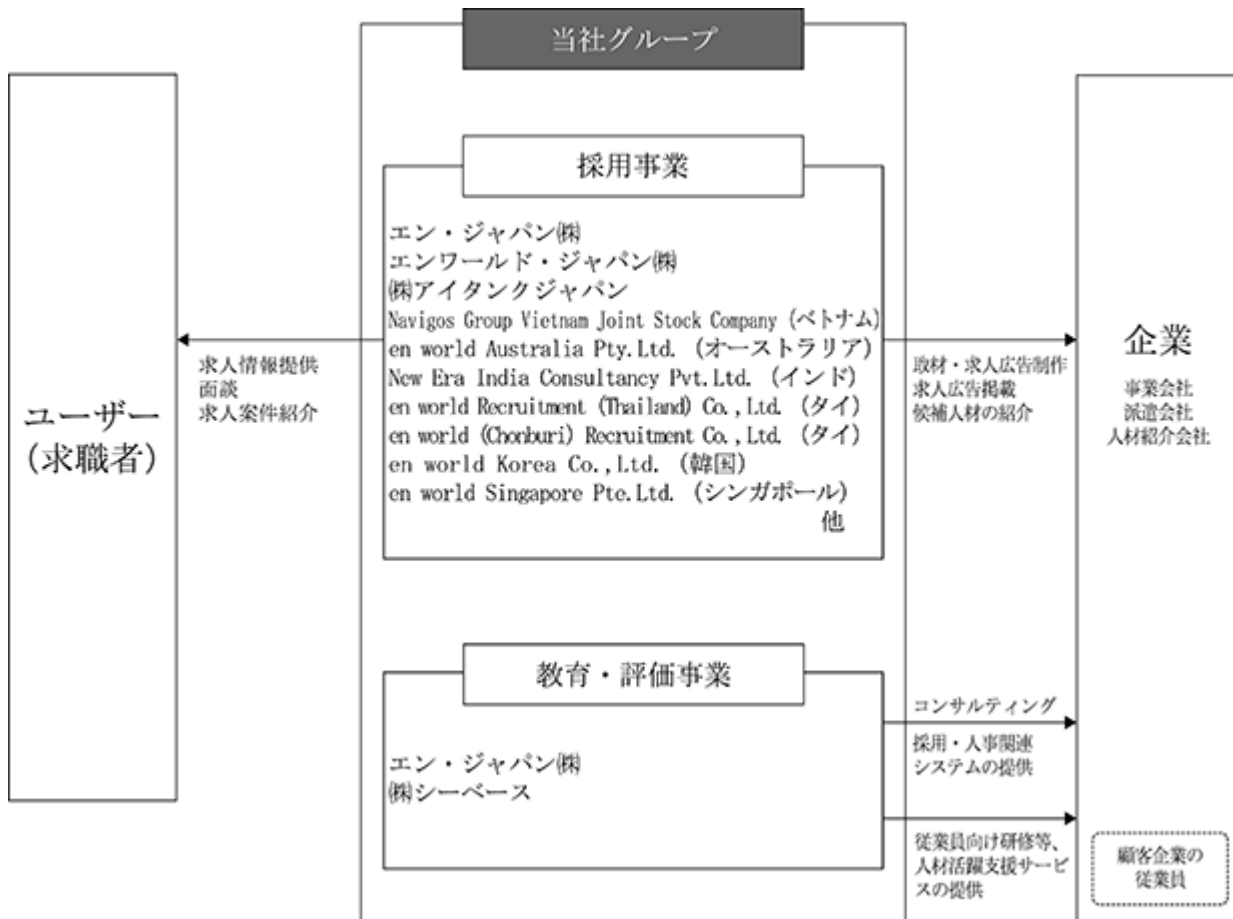 当社グループ
ユーザー
(求職者)
求人情報提供
面談
求人案件紹介
採用事業
エン・ジャパン㈱
エンワールド・ジャパン㈱
㈱アイタンクジャパン
Navigos Group Vietnam Joint Stock Company (ベトナム)
en world Australia Pty.Ltd. (オーストラリア)
New Era India Consultancy Pvt.Ltd. (インド)
en world Recruitment (Thailand) Co.,Ltd. (タイ)
en world (Chonburi) Recruitment Co.,Ltd. (タイ)
en world Korea Co.,Ltd. (韓国)
en world Singapore Pte.Ltd. (シンガポール)
他
取材・求人広告制作
求人広告掲載
候補人材の紹介
企業
事業会社
派遣会社
人材紹介会社
教育・評価事業
エン・ジャパン㈱
㈱シーベース
コンサルティング
採用・人事関連
システムの提供
従業員向け研修等、
人材活躍支援サービ
スの提供
顧客企業の
従業員